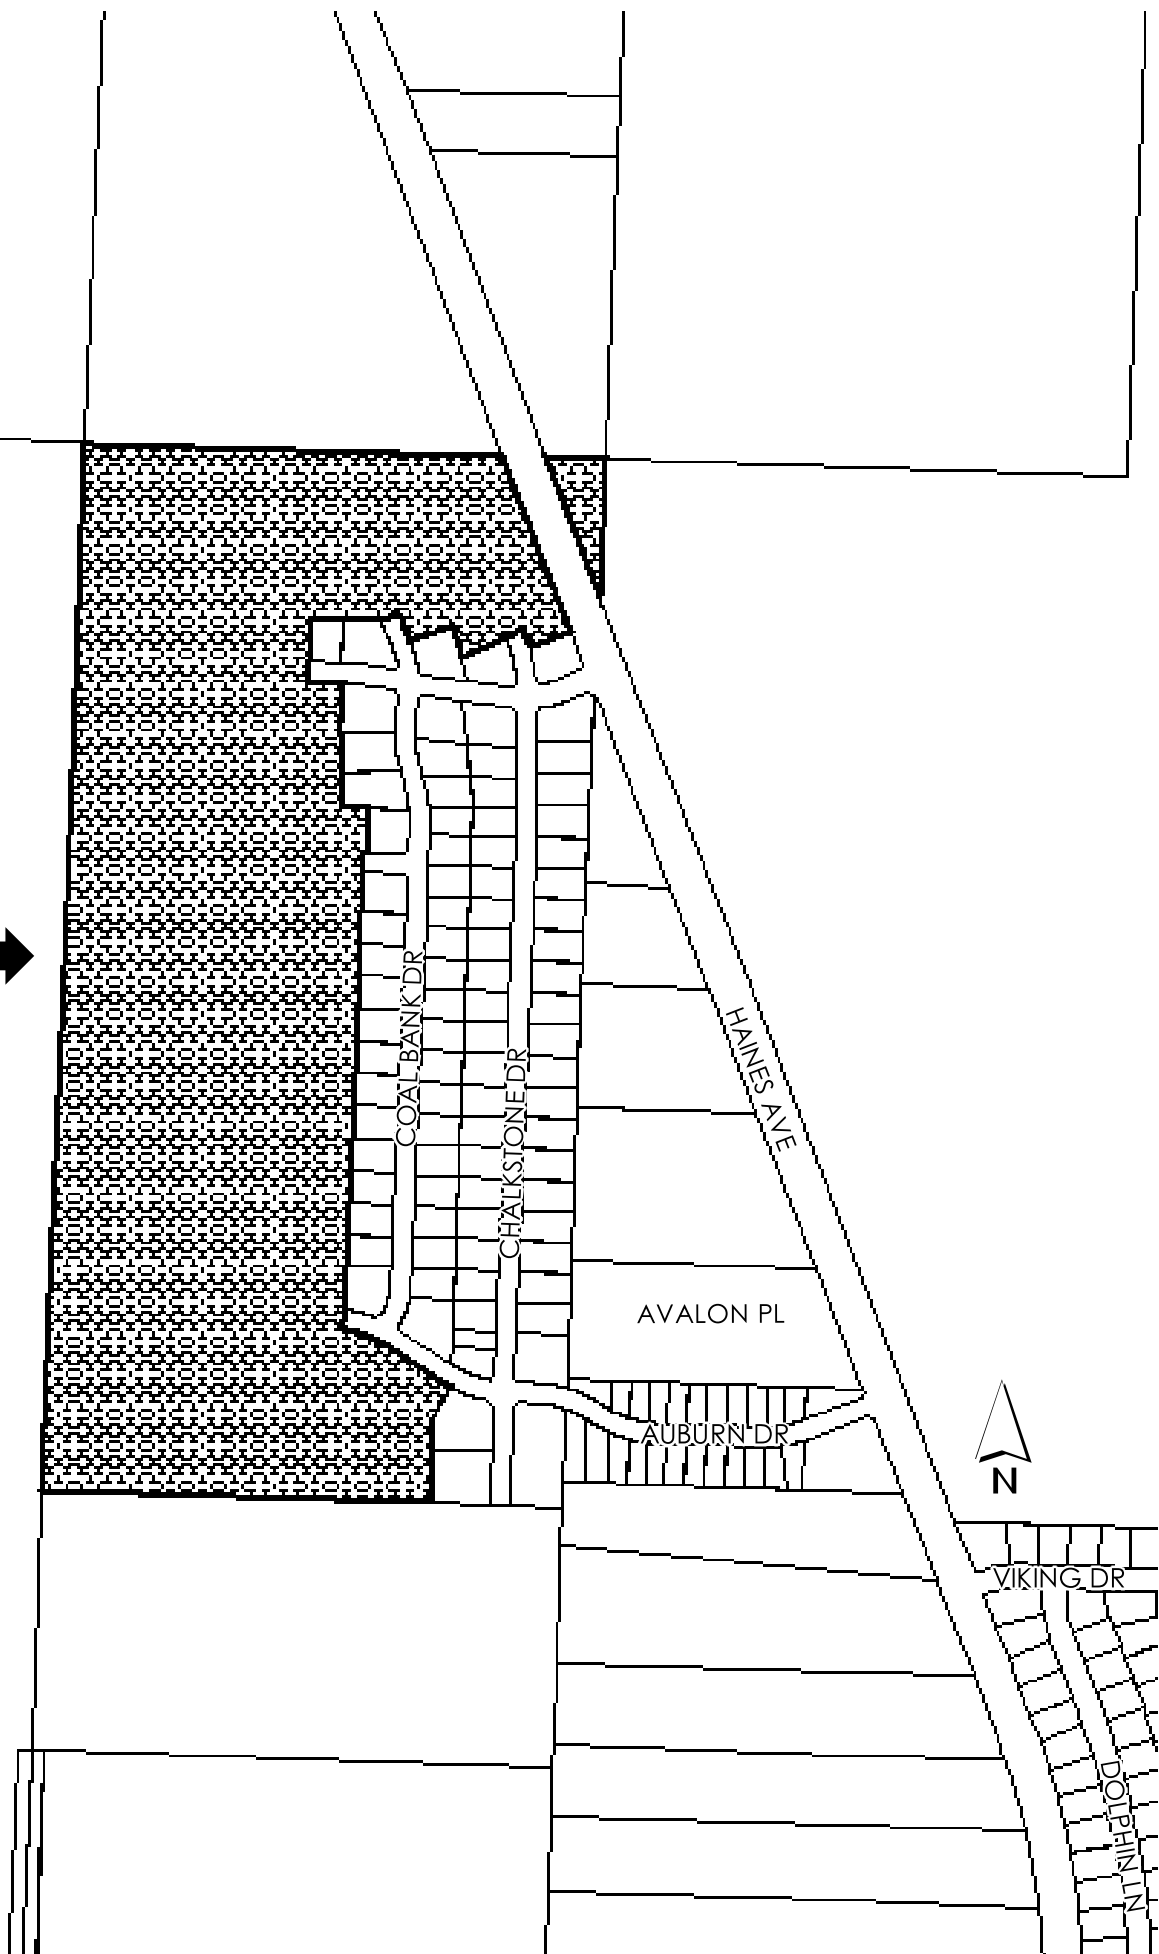 COAL BANK DR
CHALKSTONE DR
HAINES AVE
AVALON PL
AUBURN DR
N
VIKING DR
DOLPHIN LN